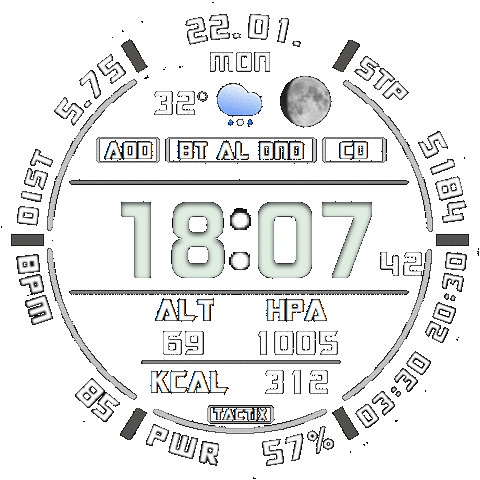 22.01.
MON
5.75
DIST
STP
5184
32°
AOD
BT AL DND
CD
18:07
42
ALT
HPA
69
1005
KCAL
312
TACTIX
BPM
85
PWR
57%
03:30 20:30